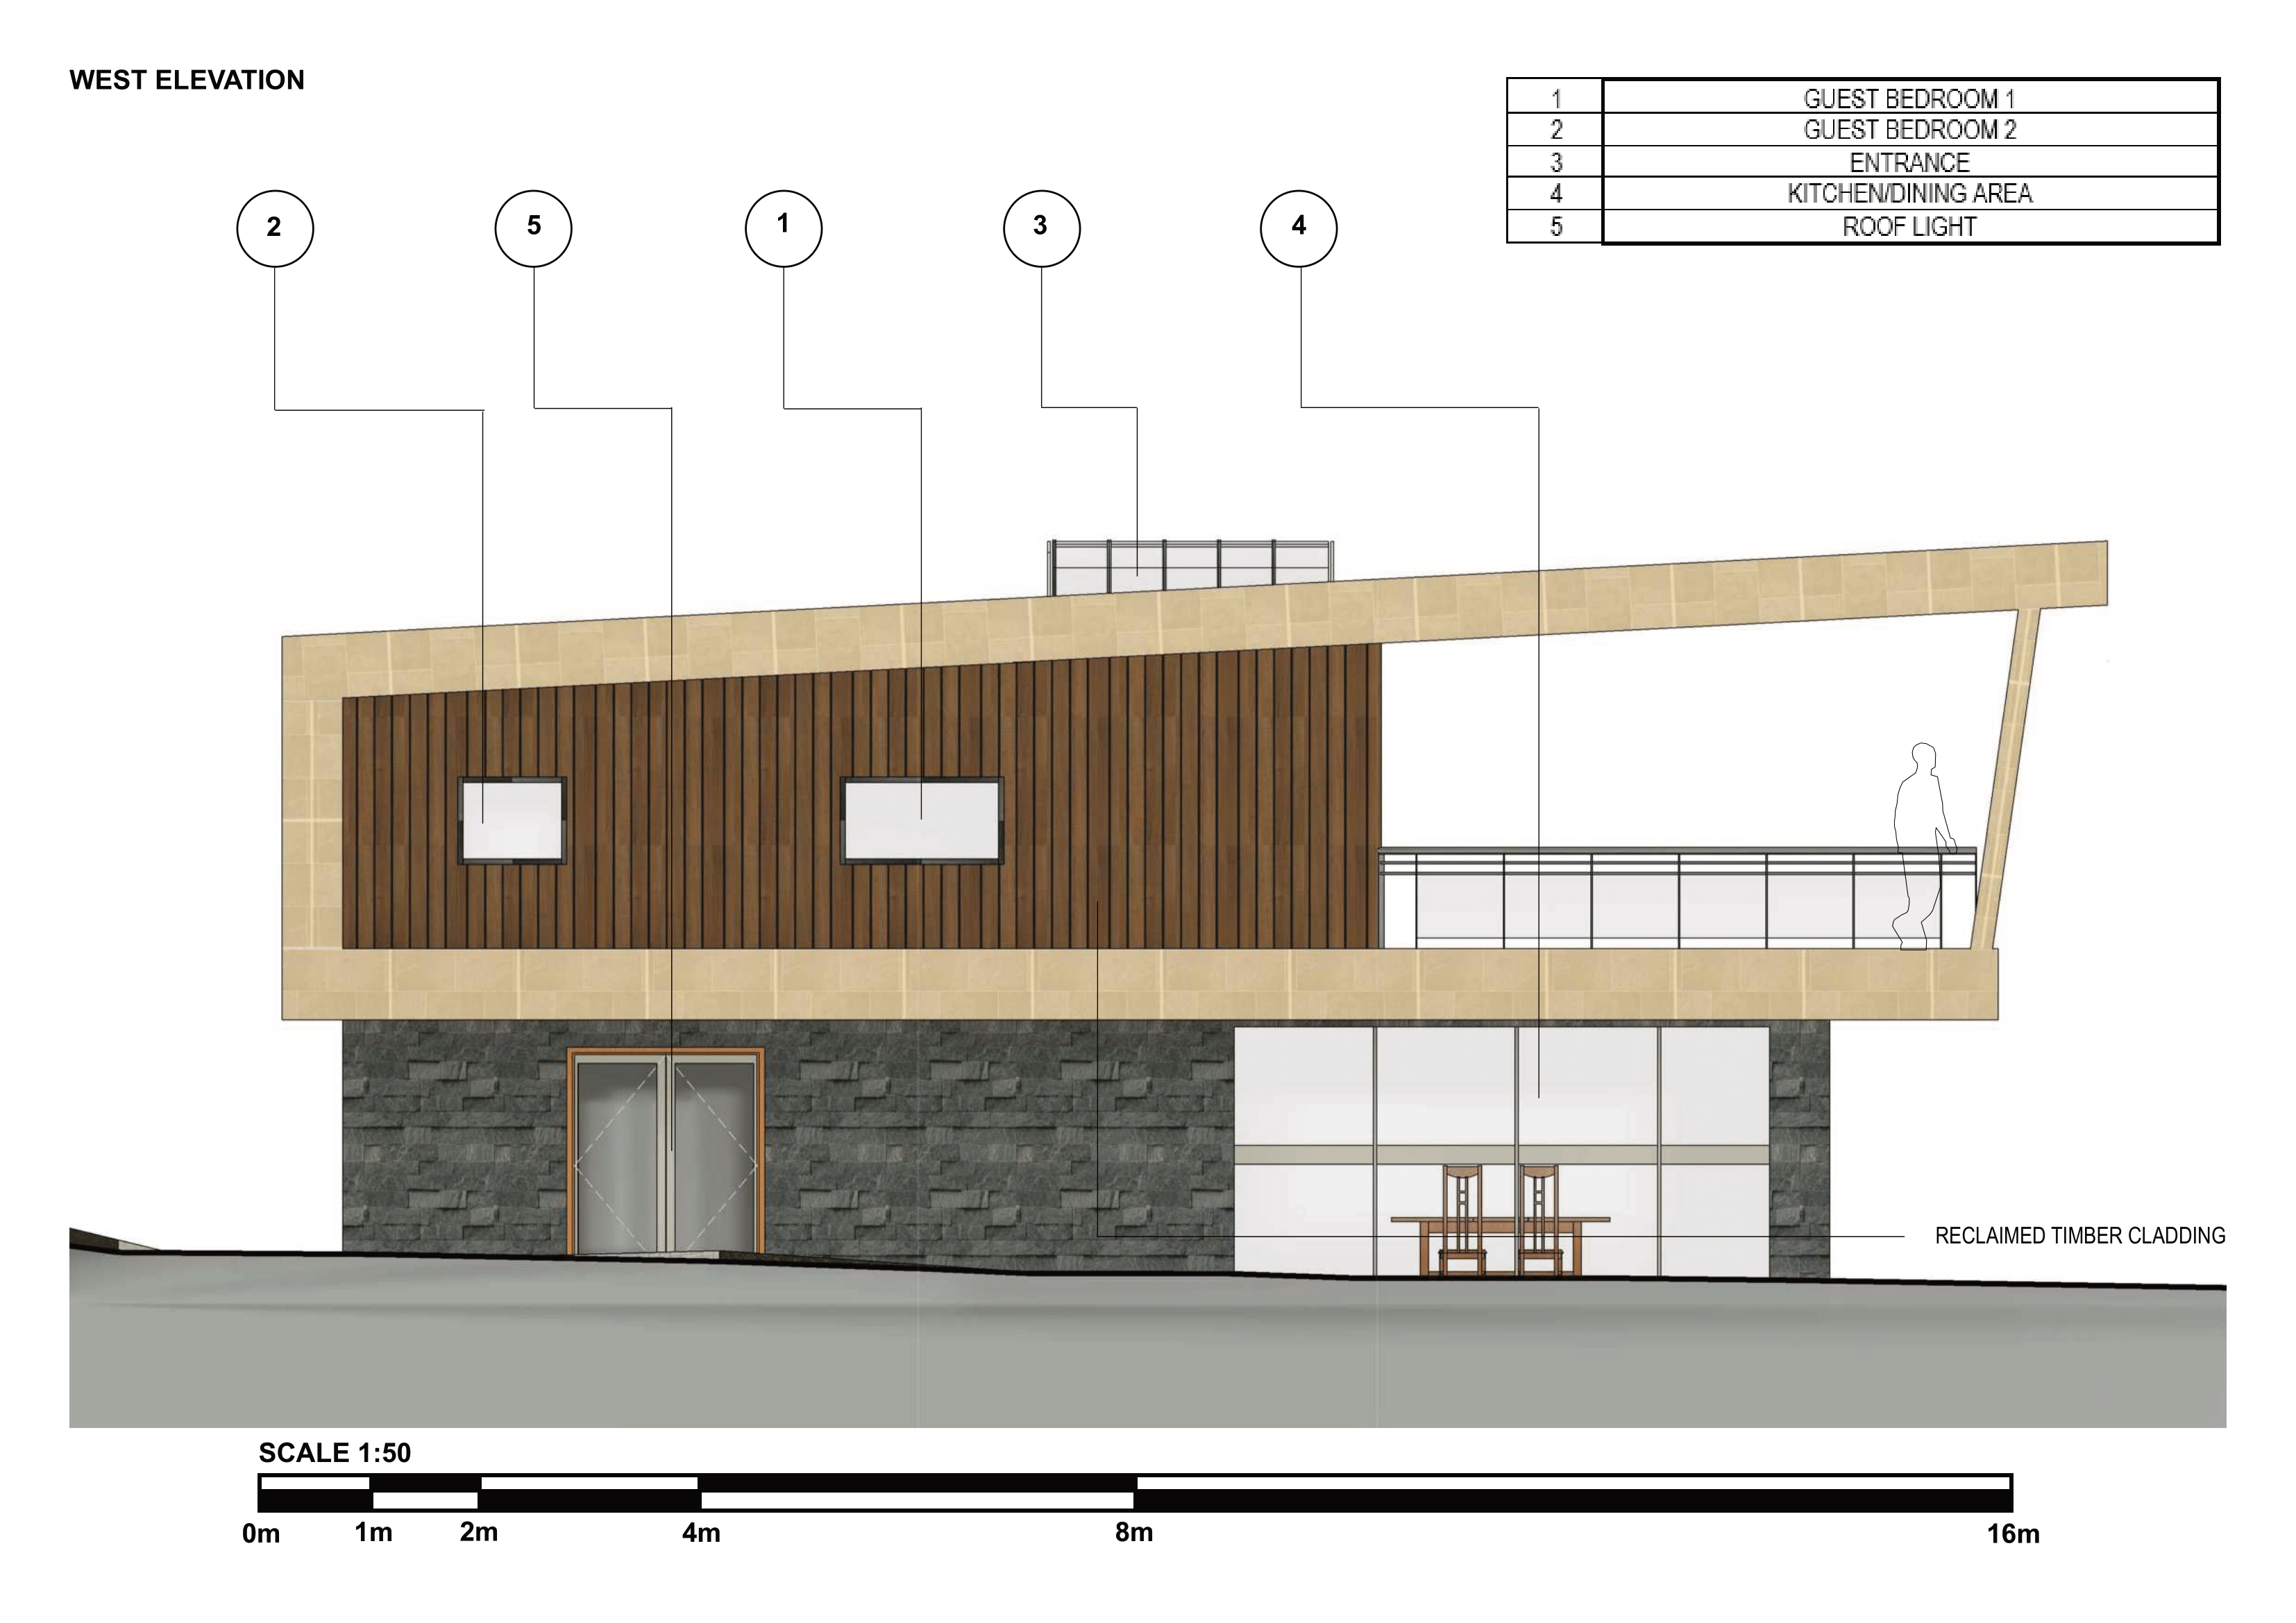 WEST ELEVATION
1 GUEST BEDROOM 1
2 GUEST BEDROOM 2
3 ENTRANCE
4 KITCHEN/DINING AREA
5 ROOF LIGHT
2 5 1 3 4
RECLAIMED TIMBER CLADDING
SCALE 1:50
0m 1m 2m 4m 8m 16m